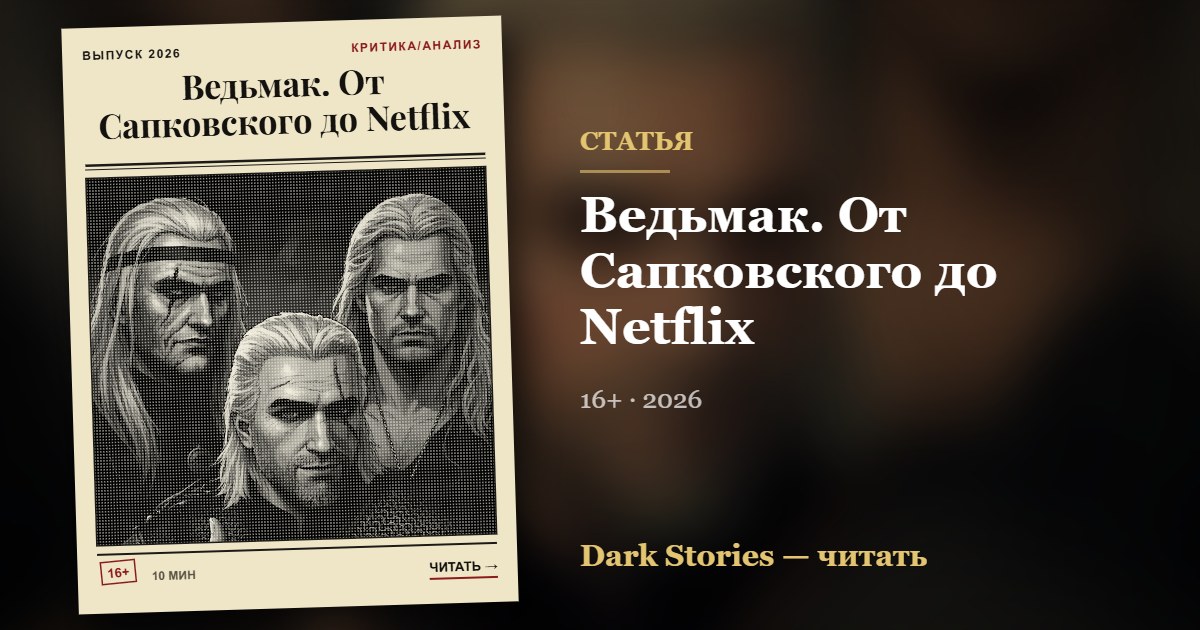 ВЫПУСК 2026
КРИТИКА/АНАЛИЗ
Ведьмак. От
Сапковского до Netflix
16+
10 МИН
ЧИТАТЬ →
СТАТЬЯ
Ведьмак. От
Сапковского до
Netflix
16+ · 2026
Dark Stories — читать